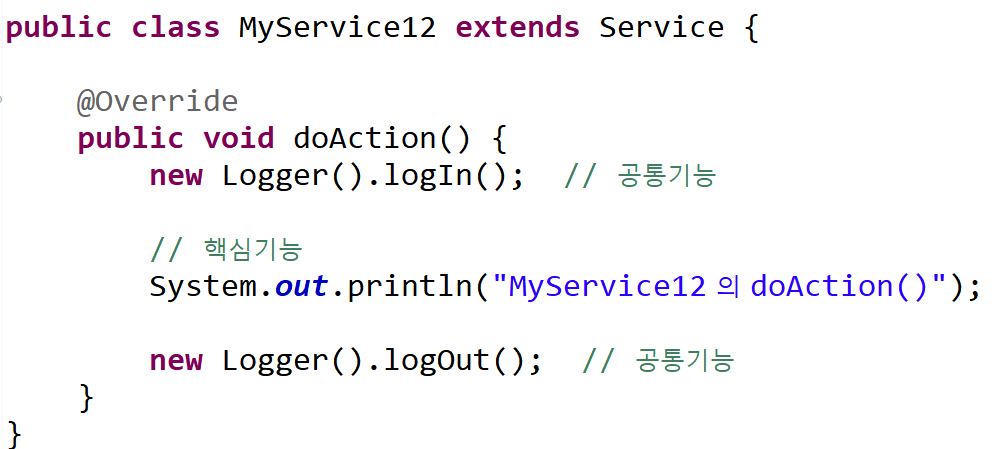 public class MyService12 extends Service {
@Override
public void doAction() {
new Logger().logIn();  // 공통기능
// 핵심기능
System.out.println("MyService12 의 doAction()");
new Logger().logOut();  // 공통기능
}
}